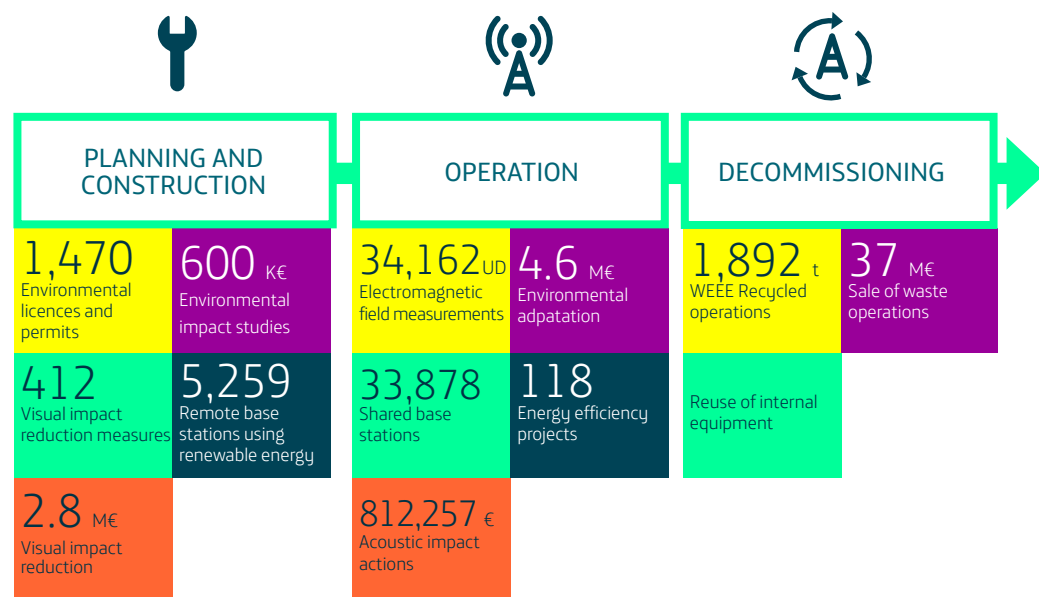 PLANNING AND
CONSTRUCTION
OPERATION
DECOMMISSIONING
1,470
Environmental
licences and
permits
600 K€
Environmental
impact studies
412
Visual impact
reduction measures
5,259
Remote base
stations using
renewable energy
2.8 M€
Visual impact
reduction
34,162 UD
Electromagnetic
field measurements
4.6 M€
Environmental
adpatation
33,878
Shared base
stations
118
Energy efficiency
projects
812,257 €
Acoustic impact
actions
1,892 t
WEEE Recycled
operations
37 M€
Sale of waste
operations
Reuse of internal
equipment